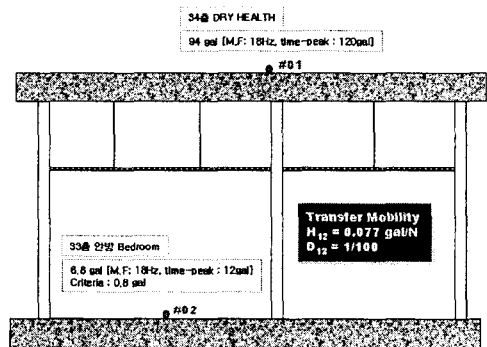 34층 DRY HEALTH
94 gal [M.F: 18Hz, time-peak : 120gal]
#01
Transfer Mobility
H12 = 0.077 gal/N
D12 = 1/100
33층 안방 Bedroom
6.8 gal [M.F: 18Hz, time-peak : 12gal]
Criteria : 0.8 gal
#02